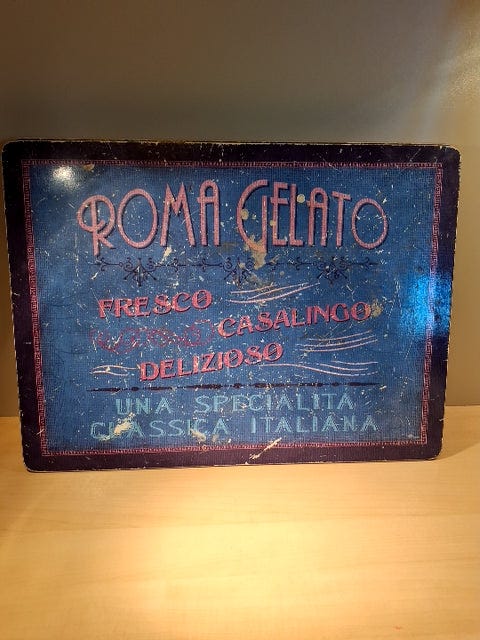 ROMA GELATO
FRESCO
CASALINGO
DELIZIOSO
UNA SPECIALITA
CLASSICA ITALIANA